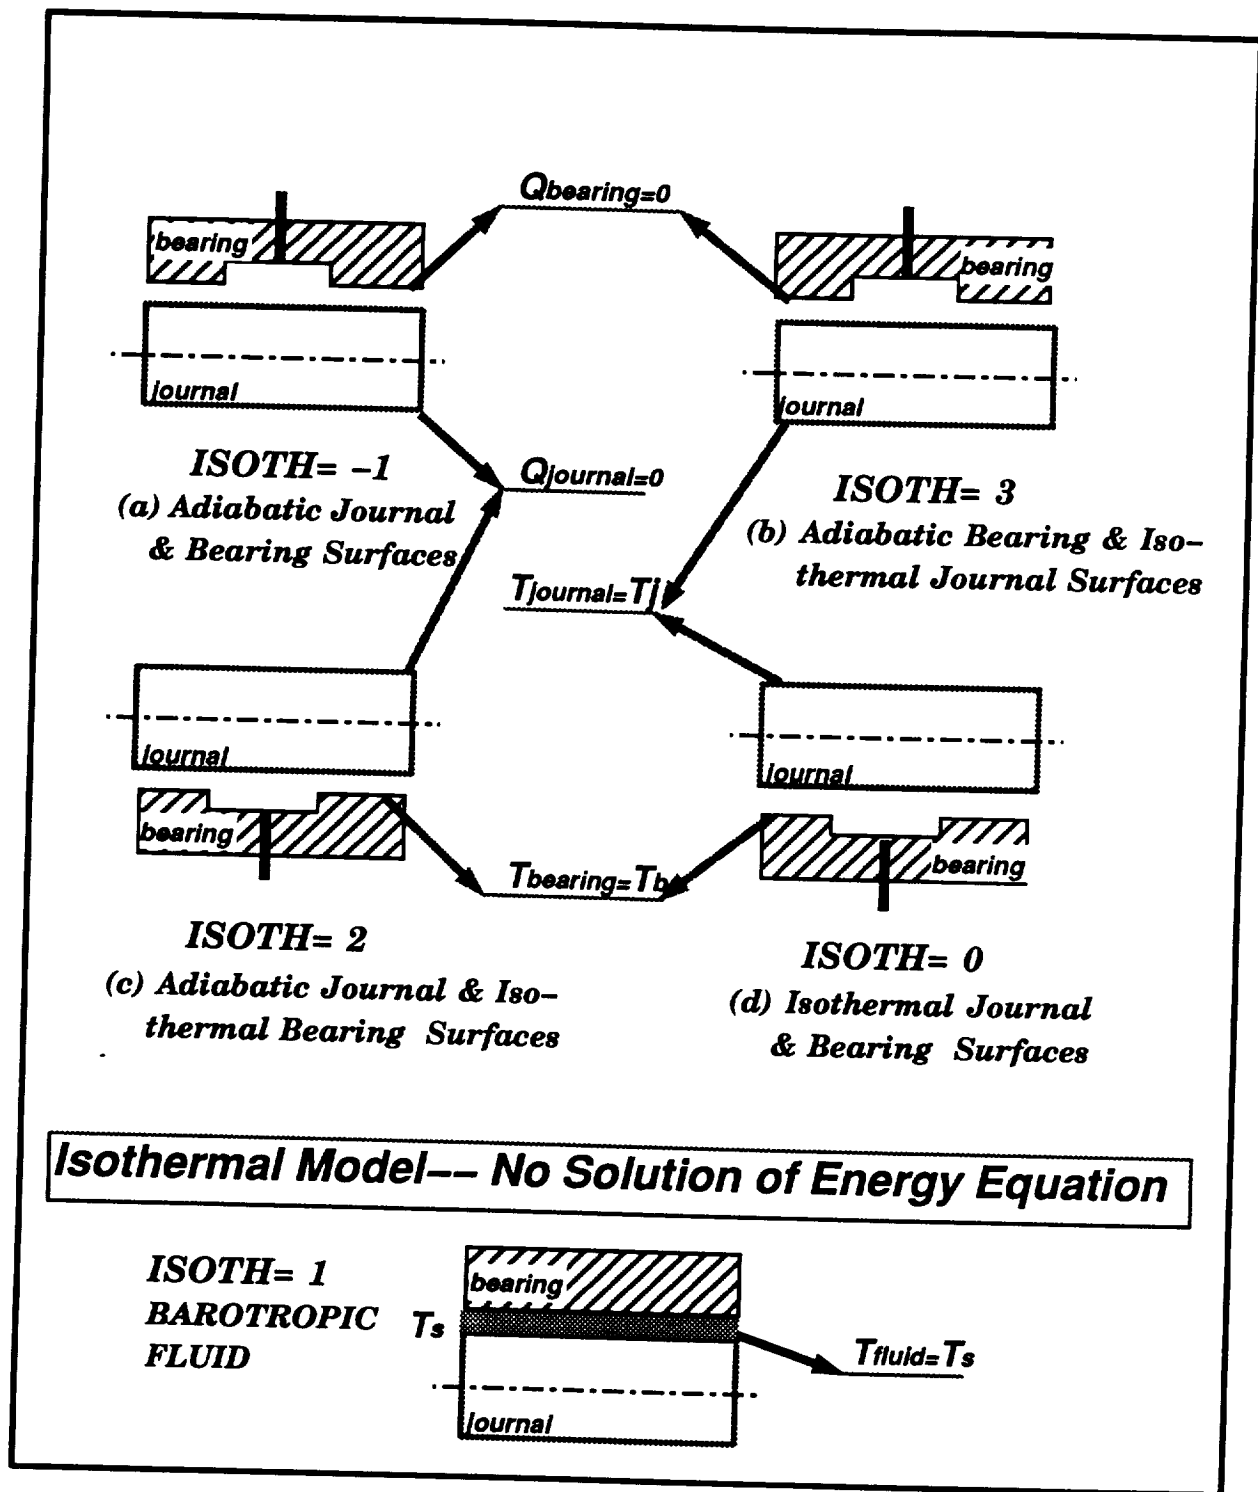 Qbearing=0
bearing
bearing
journal
journal
ISOTH= –1
(a) Adiabatic Journal
& Bearing Surfaces
Qjournal=0
ISOTH= 3
(b) Adiabatic Bearing & Iso–
thermal Journal Surfaces
Tjournal=Tj
journal
journal
bearing
bearing
Tbearing=Tb
ISOTH= 2
(c) Adiabatic Journal & Iso–
thermal Bearing Surfaces
ISOTH= 0
(d) Isothermal Journal
& Bearing Surfaces
Isothermal Model–– No Solution of Energy Equation
ISOTH= 1
BAROTROPIC
FLUID
bearing
Ts
Tfluid=Ts
journal